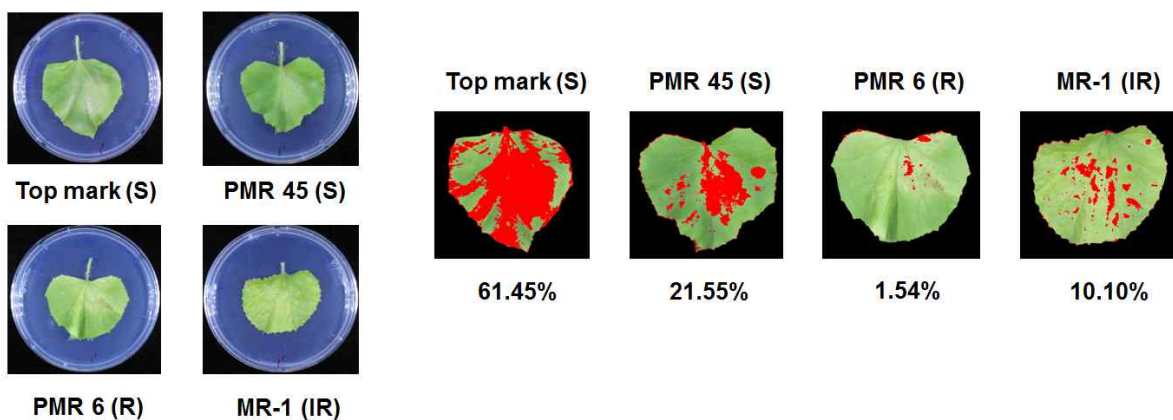 Top mark (S) PMR 45 (S)
PMR 6 (R) MR-1 (IR)
Top mark (S) PMR 45 (S) PMR 6 (R) MR-1 (IR)
61.45% 21.55% 1.54% 10.10%